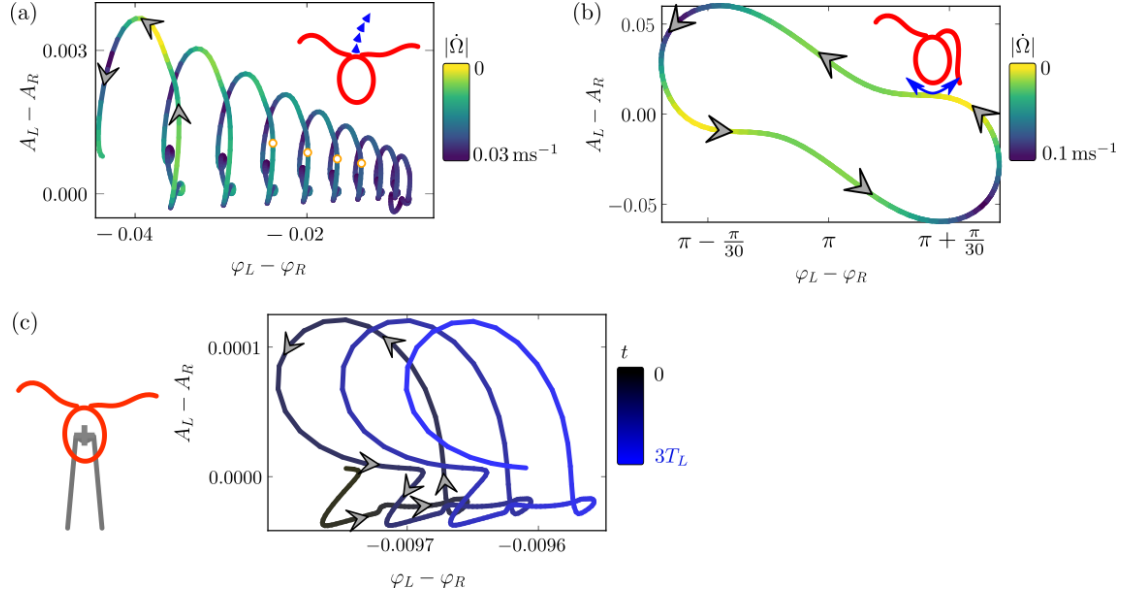 (a)
A_L − A_R
0.003
0.000
−0.04
−0.02
φ_L − φ_R
|Ω̇|
0
0.03 ms⁻¹
(b)
A_L − A_R
0.05
0.00
−0.05
π − π/30
π
π + π/30
φ_L − φ_R
|Ω̇|
0
0.1 ms⁻¹
(c)
A_L − A_R
0.0001
0.0000
−0.0097
−0.0096
φ_L − φ_R
t
0
3T_L